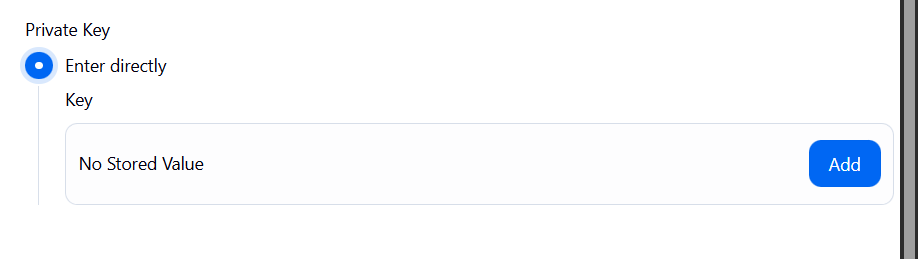 Private Key
Enter directly
Key
No Stored Value
Add